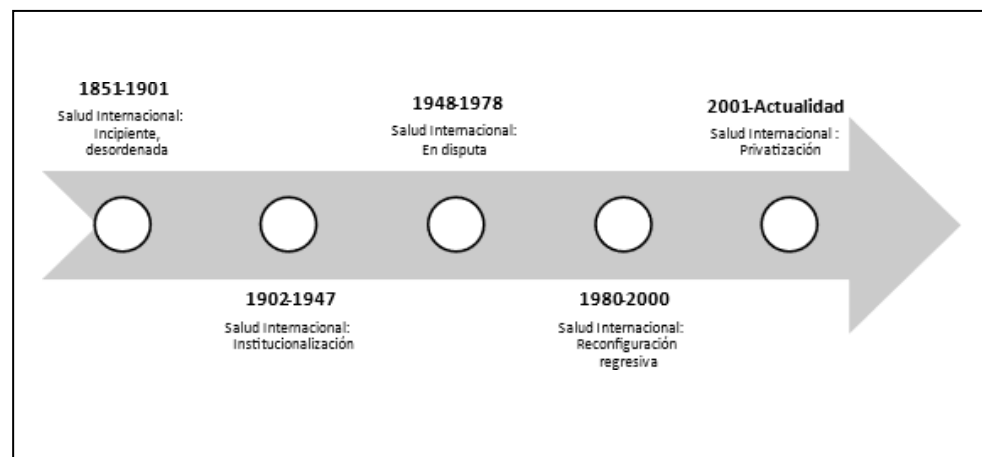 1851-1901
Salud Internacional:
Incipiente,
desordenada
1902-1947
Salud Internacional:
Institucionalización
1948-1978
Salud Internacional:
En disputa
1980-2000
Salud Internacional:
Reconfiguración
regresiva
2001-Actualidad
Salud Internacional :
Privatización